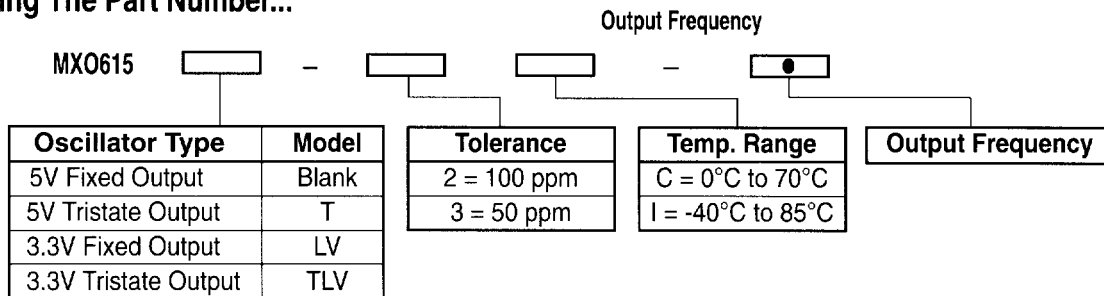 ing The Part Number...
Output Frequency
MXO615 – –
Oscillator Type Model
5V Fixed Output Blank
5V Tristate Output T
3.3V Fixed Output LV
3.3V Tristate Output TLV
Tolerance
2 = 100 ppm
3 = 50 ppm
Temp. Range
C = 0°C to 70°C
I = -40°C to 85°C
Output Frequency